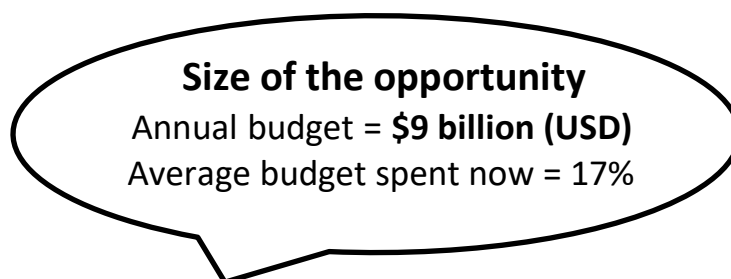 Size of the opportunity
Annual budget = $9 billion (USD)
Average budget spent now = 17%